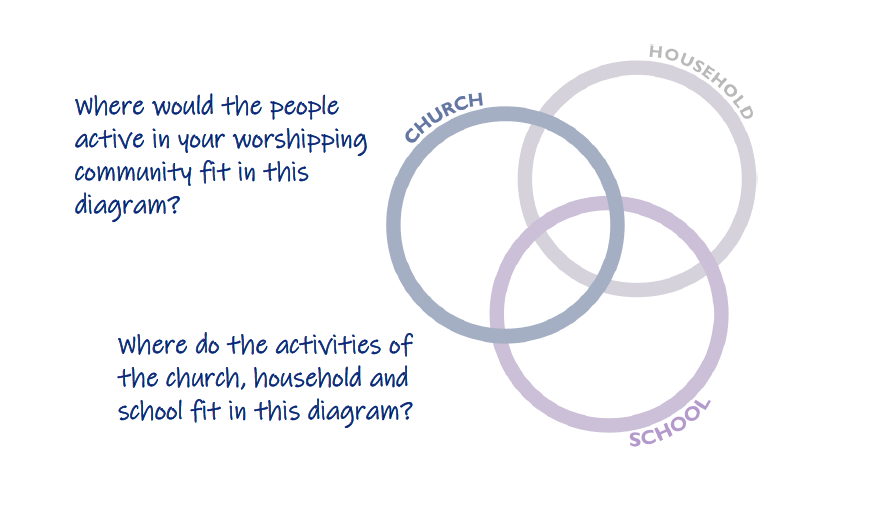 Where would the people
active in your worshipping
community fit in this
diagram?
CHURCH
HOUSEHOLD
Where do the activities of
the church, household and
school fit in this diagram?
SCHOOL